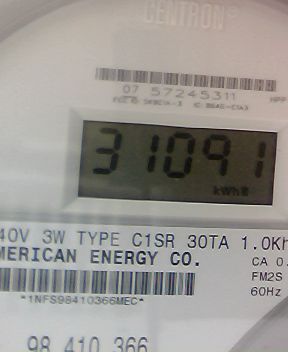 CENTRON®
07 57245311
31091
kWh
40V 3W TYPE C1SR 30TA 1.0Kh
MERICAN ENERGY CO.
CA 0.
FM2S
60Hz
*1NFS98410366MEC*
98 410 366